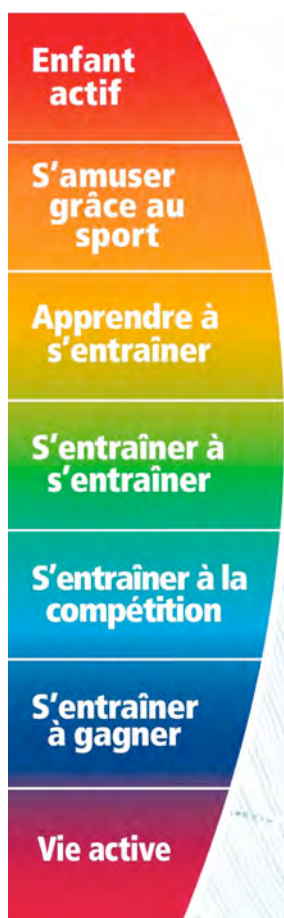 Enfant
actif
S'amuser
grâce au
sport
Apprendre à
s'entraîner
S'entraîner à
s'entraîner
S'entraîner à la
compétition
S'entraîner
à gagner
Vie active